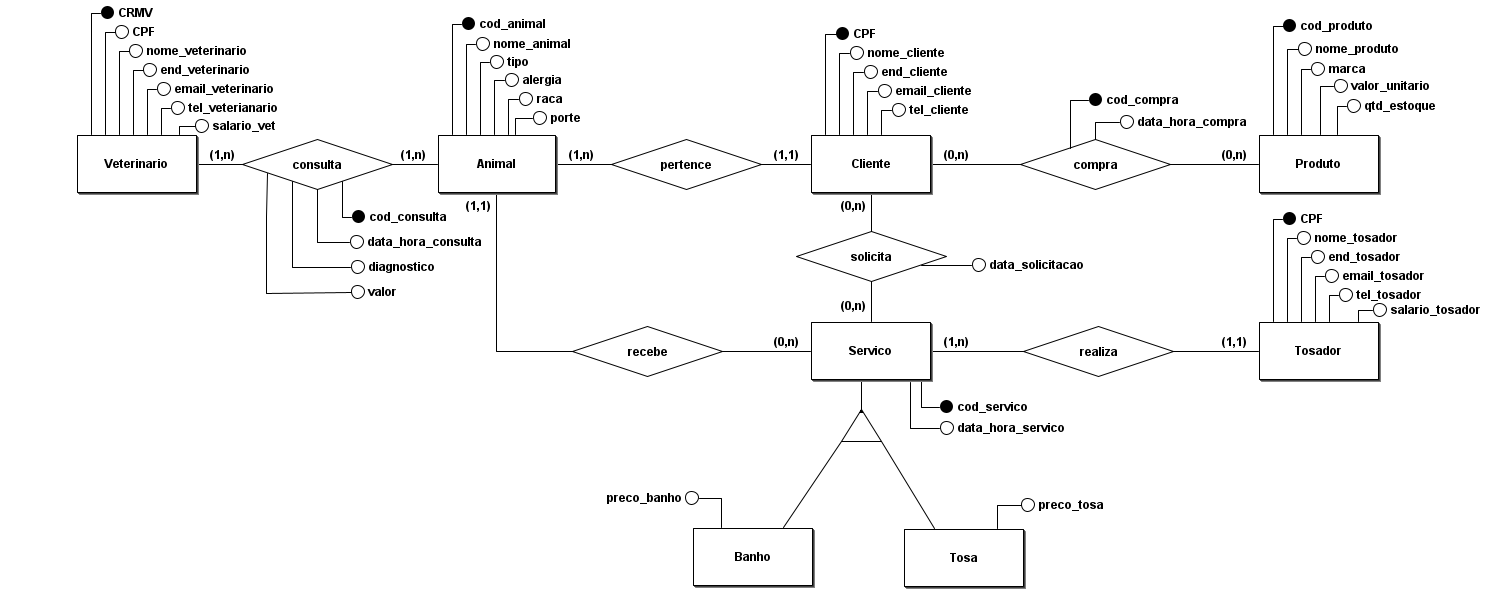 CRMV
CPF
nome_veterinario
end_veterinario
email_veterinario
tel_veterianario
salario_vet
Veterinario
(1,n)
consulta
(1,n)
cod_consulta
data_hora_consulta
diagnostico
valor
cod_animal
nome_animal
tipo
alergia
raca
porte
Animal
(1,n)
pertence
(1,1)
(1,1)
CPF
nome_cliente
end_cliente
email_cliente
tel_cliente
Cliente
(0,n)
cod_compra
data_hora_compra
compra
(0,n)
cod_produto
nome_produto
marca
valor_unitario
qtd_estoque
Produto
(0,n)
solicita
data_solicitacao
(0,n)
CPF
nome_tosador
end_tosador
email_tosador
tel_tosador
salario_tosador
recebe
(0,n)
Servico
(1,n)
realiza
(1,1)
Tosador
cod_servico
data_hora_servico
preco_banho
preco_tosa
Banho
Tosa